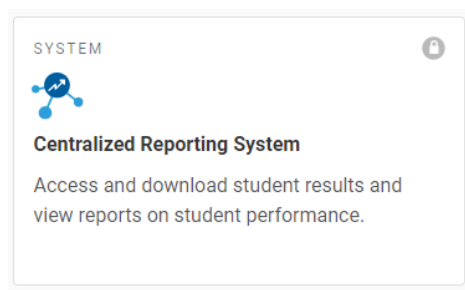 SYSTEM
Centralized Reporting System
Access and download student results and
view reports on student performance.